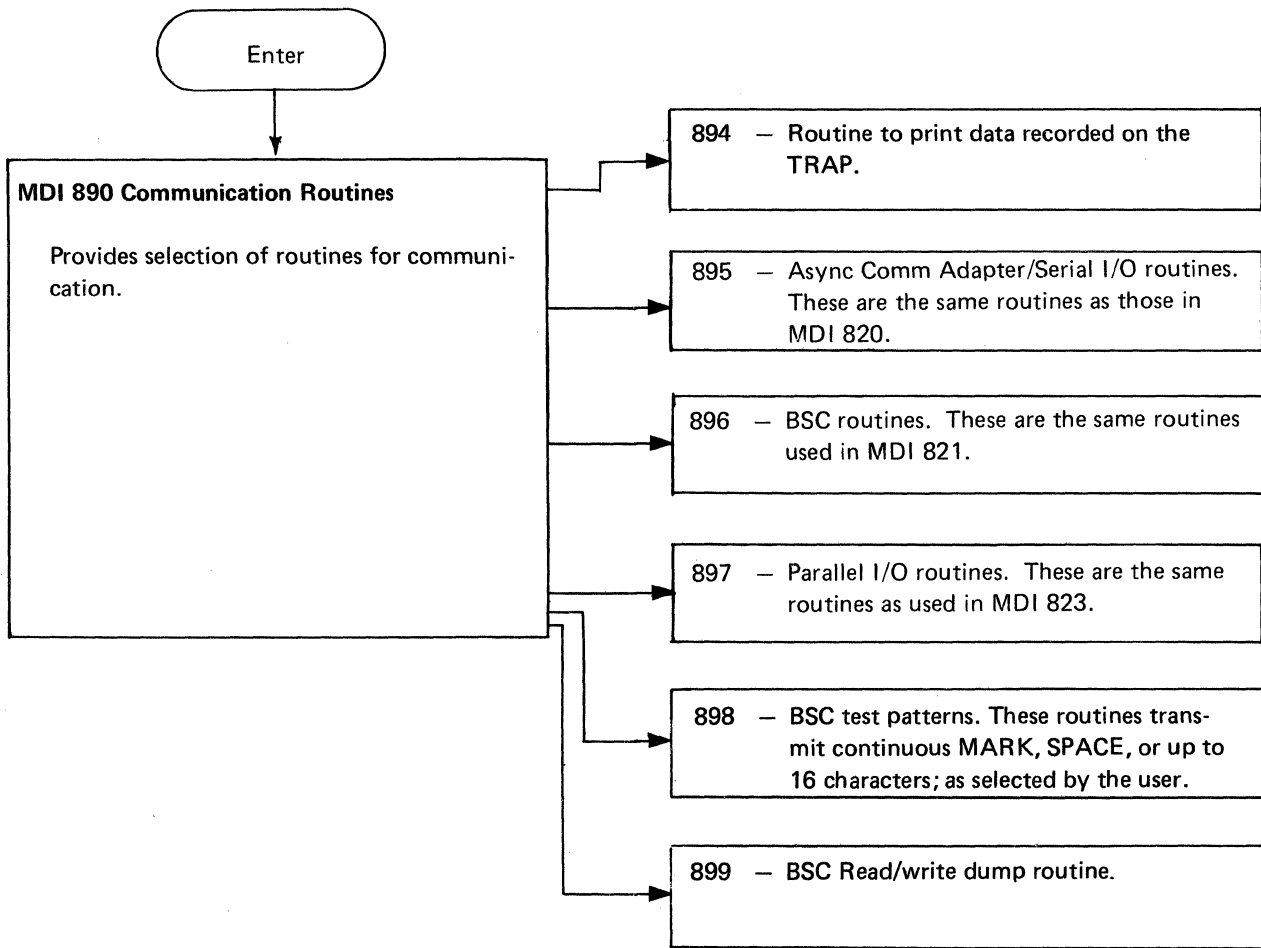 Enter
MDI 890 Communication Routines
Provides selection of routines for communi-
cation.
894 — Routine to print data recorded on the
TRAP.
895 — Async Comm Adapter/Serial I/O routines.
These are the same routines as those in
MDI 820.
896 — BSC routines. These are the same routines
used in MDI 821.
897 — Parallel I/O routines. These are the same
routines as used in MDI 823.
898 — BSC test patterns. These routines trans-
mit continuous MARK, SPACE, or up to
16 characters; as selected by the user.
899 — BSC Read/write dump routine.